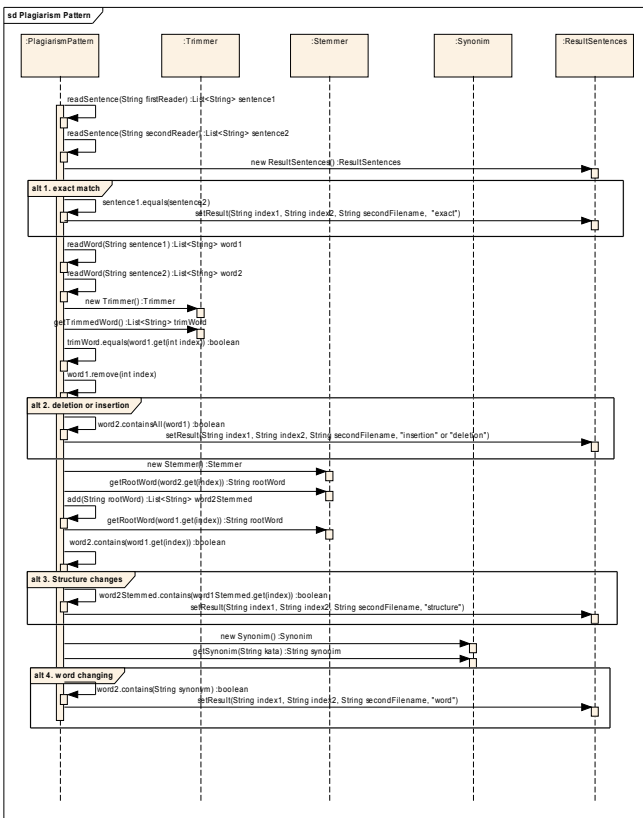 sd Plagiarism Pattern
:PlagiarismPattern
:Trimmer
:Stemmer
:Synonim
:ResultSentences
readSentence(String firstReader) :List<String> sentence1
readSentence(String secondReader) :List<String> sentence2
new ResultSentences() :ResultSentences
alt 1. exact match
sentence1.equals(sentence2)
setResult(String index1, String index2, String secondFilename, "exact")
readWord(String sentence1) :List<String> word1
readWord(String sentence2) :List<String> word2
new Trimmer() :Trimmer
getTrimmedWord() :List<String> trimWord
trimWord.equals(word1.get(int index)) :boolean
word1.remove(int index)
alt 2. deletion or insertion
word2.containsAll(word1) :boolean
setResult(String index1, String index2, String secondFilename, "insertion" or "deletion")
new Stemmer() :Stemmer
getRootWord(word2.get(index)) :String rootWord
add(String rootWord) :List<String> word2Stemmed
getRootWord(word1.get(index)) :String rootWord
word2.contains(word1.get(index)) :boolean
alt 3. Structure changes
word2Stemmed.contains(word1Stemmed.get(index)) :boolean
setResult(String index1, String index2, String secondFilename, "structure")
new Synonim() :Synonim
getSynonim(String kata) :String synonim
alt 4. word changing
word2.contains(String synonym) :boolean
setResult(String index1, String index2, String secondFilename, "word")